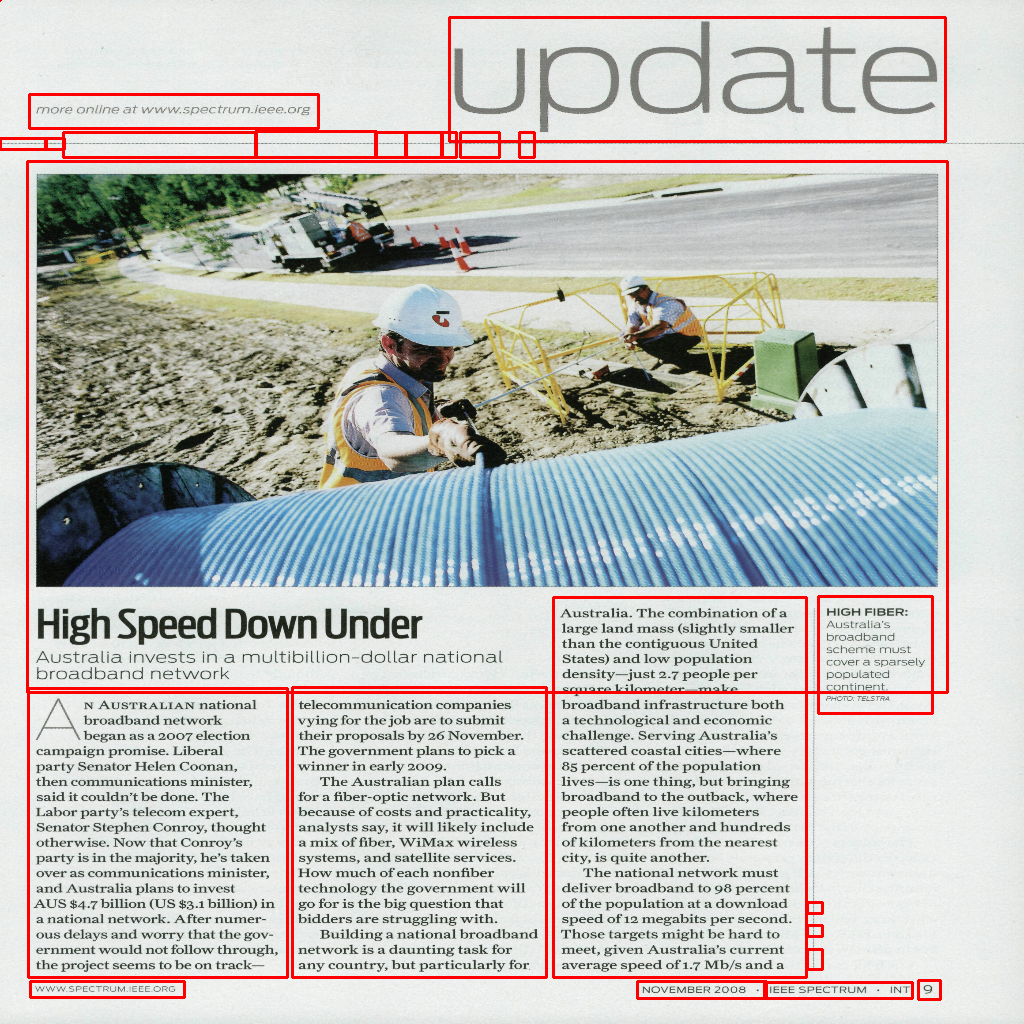 update
more online at www.spectrum.ieee.org
High Speed Down Under
Australia invests in a multibillion-dollar national
broadband network
AN AUSTRALIAN national
broadband network
began as a 2007 election
campaign promise. Liberal
party Senator Helen Coonan,
then communications minister,
said it couldn't be done. The
Labor party's telecom expert,
Senator Stephen Conroy, thought
otherwise. Now that Conroy's
party is in the majority, he's taken
over as communications minister,
and Australia plans to invest
AUS $4.7 billion (US $3.1 billion) in
a national network. After numer-
ous delays and worry that the gov-
ernment would not follow through,
the project seems to be on track—
telecommunication companies
vying for the job are to submit
their proposals by 26 November.
The government plans to pick a
winner in early 2009.
The Australian plan calls
for a fiber-optic network. But
because of costs and practicality,
analysts say, it will likely include
a mix of fiber, WiMax wireless
systems, and satellite services.
How much of each nonfiber
technology the government will
go for is the big question that
bidders are struggling with.
Building a national broadband
network is a daunting task for
any country, but particularly for
Australia. The combination of a
large land mass (slightly smaller
than the contiguous United
States) and low population
density—just 2.7 people per
square kilometer—make
broadband infrastructure both
a technological and economic
challenge. Serving Australia's
scattered coastal cities—where
85 percent of the population
lives—is one thing, but bringing
broadband to the outback, where
people often live kilometers
from one another and hundreds
of kilometers from the nearest
city, is quite another.
The national network must
deliver broadband to 98 percent
of the population at a download
speed of 12 megabits per second.
Those targets might be hard to
meet, given Australia's current
average speed of 1.7 Mb/s and a
HIGH FIBER:
Australia's
broadband
scheme must
cover a sparsely
populated
continent.
PHOTO: TELSTRA
WWW.SPECTRUM.IEEE.ORG
NOVEMBER 2008 · IEEE SPECTRUM · INT 9